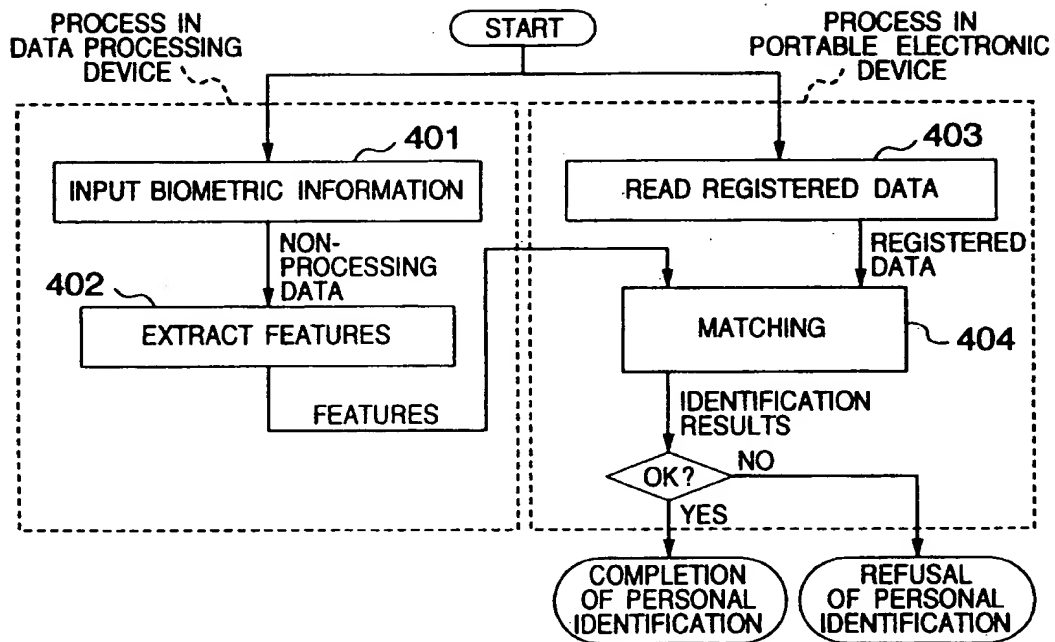 PROCESS IN
DATA PROCESSING
DEVICE
START
PROCESS IN
PORTABLE ELECTRONIC
DEVICE
401
INPUT BIOMETRIC INFORMATION
403
READ REGISTERED DATA
NON-
PROCESSING
DATA
REGISTERED
DATA
402
EXTRACT FEATURES
MATCHING
404
FEATURES
IDENTIFICATION
RESULTS
OK?
NO
YES
COMPLETION
OF PERSONAL
IDENTIFICATION
REFUSAL
OF PERSONAL
IDENTIFICATION